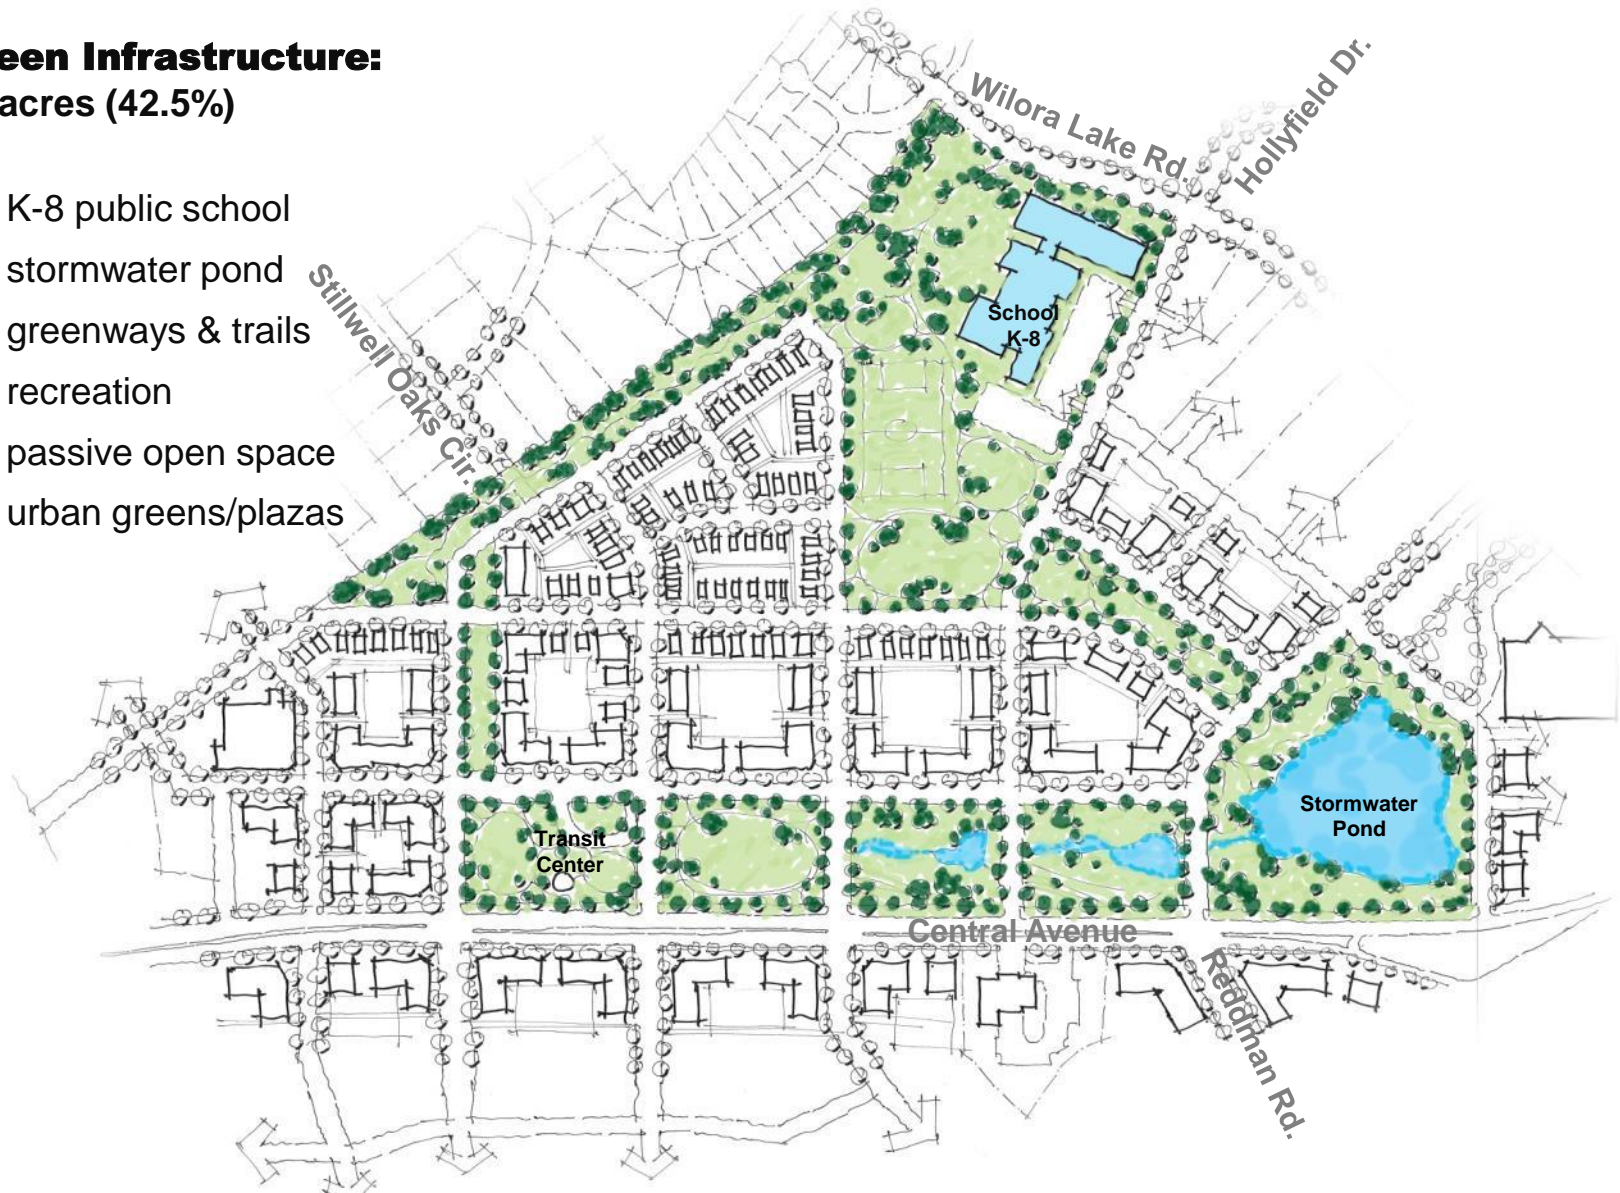 een Infrastructure:
acres (42.5%)
K-8 public school
stormwater pond
greenways & trails
recreation
passive open space
urban greens/plazas
Wilora Lake Rd.
Hollyfield Dr.
Stillwell Oaks Cir.
School
K-8
Transit
Center
Stormwater
Pond
Central Avenue
Reddman Rd.